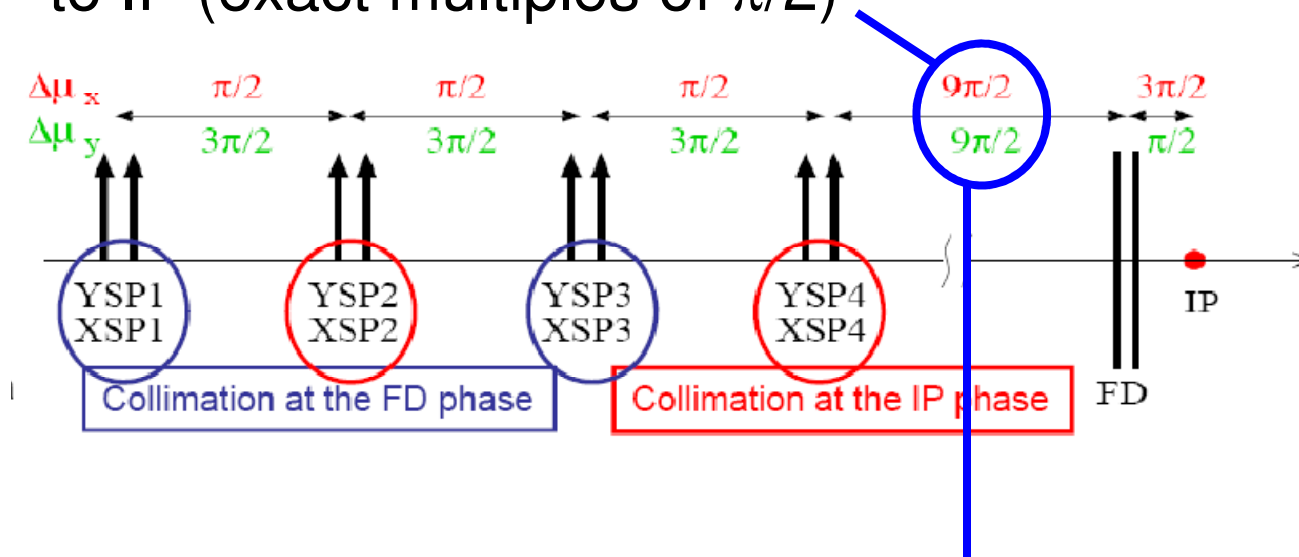 to IP (exact multiples of π/2)
Δμ x π/2 π/2 π/2 9π/2 3π/2
Δμ y 3π/2 3π/2 3π/2 9π/2 π/2
YSP1 YSP2 YSP3 YSP4
XSP1 XSP2 XSP3 XSP4
IP
Collimation at the FD phase Collimation at the IP phase FD